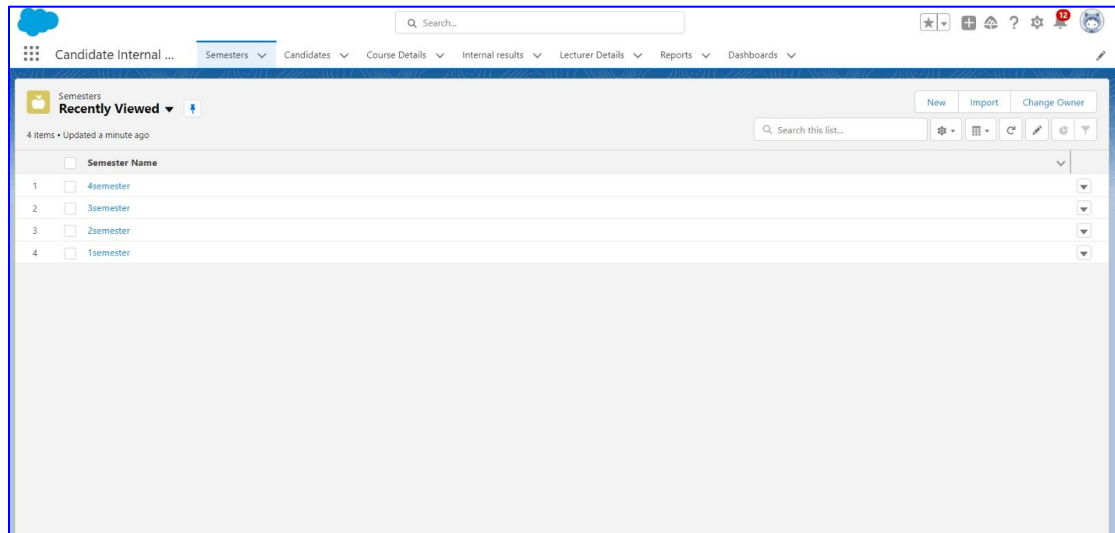 Search...
12
Candidate Internal ... Semesters Candidates Course Details Internal results Lecturer Details Reports Dashboards
Semesters
Recently Viewed
New Import Change Owner
4 items • Updated a minute ago
Search this list...
Semester Name
1 4semester
2 3semester
3 2semester
4 1semester